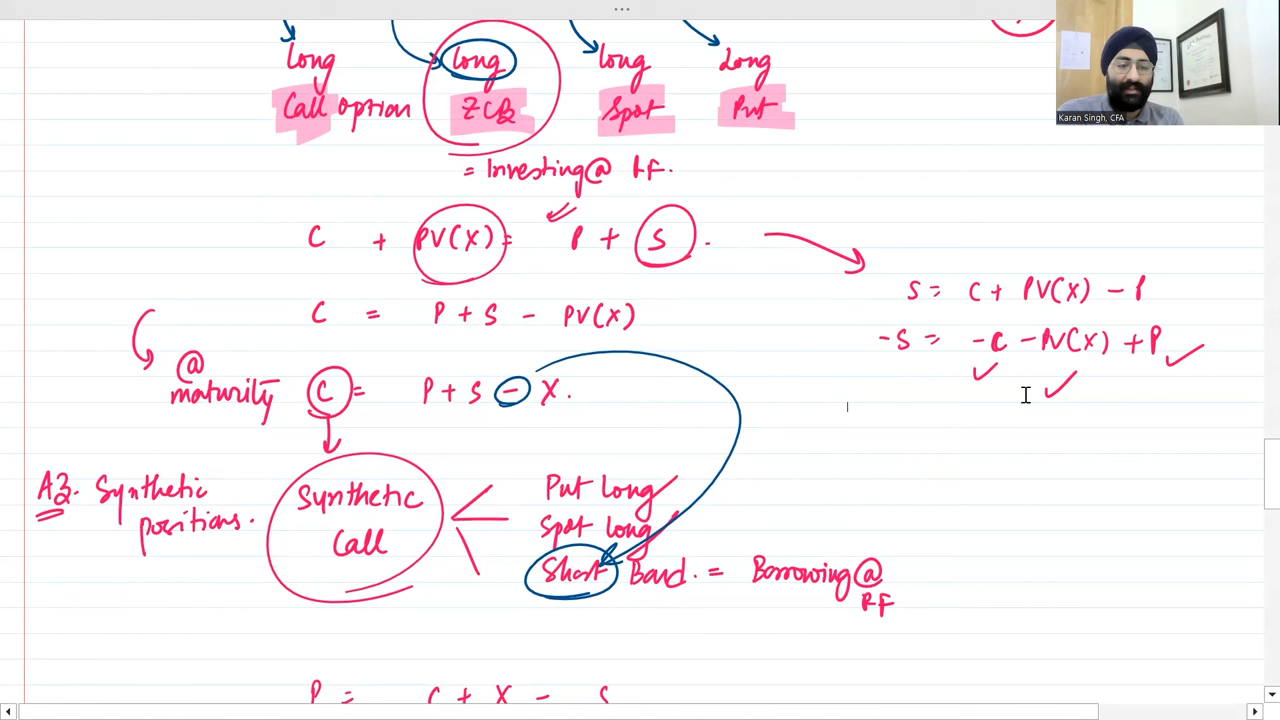 long long long Long
Call option ZCB Spot Put
= Investing @ RF.
C + PV(X) = P + S.
S = C + PV(X) - P
C = P + S - PV(X)
-S = -C - PV(X) + P
@
maturity C = P + S - X.
A3. Synthetic
positions.
Synthetic
Call
Put long
Spot long
Short Bond. = Borrowing @
RF
P = C + X - S
Karan Singh, CFA